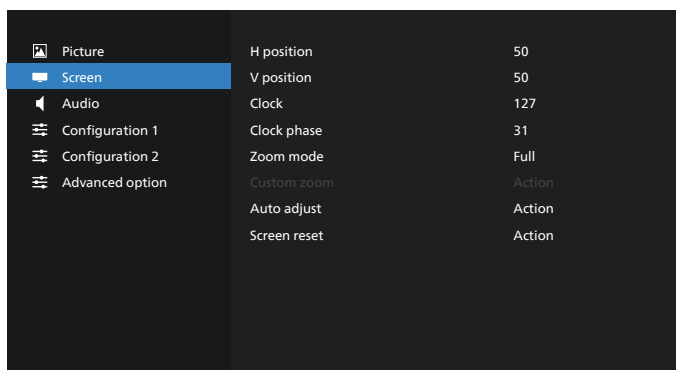 Picture
Screen
Audio
Configuration 1
Configuration 2
Advanced option
H position 50
V position 50
Clock 127
Clock phase 31
Zoom mode Full
Custom zoom Action
Auto adjust Action
Screen reset Action